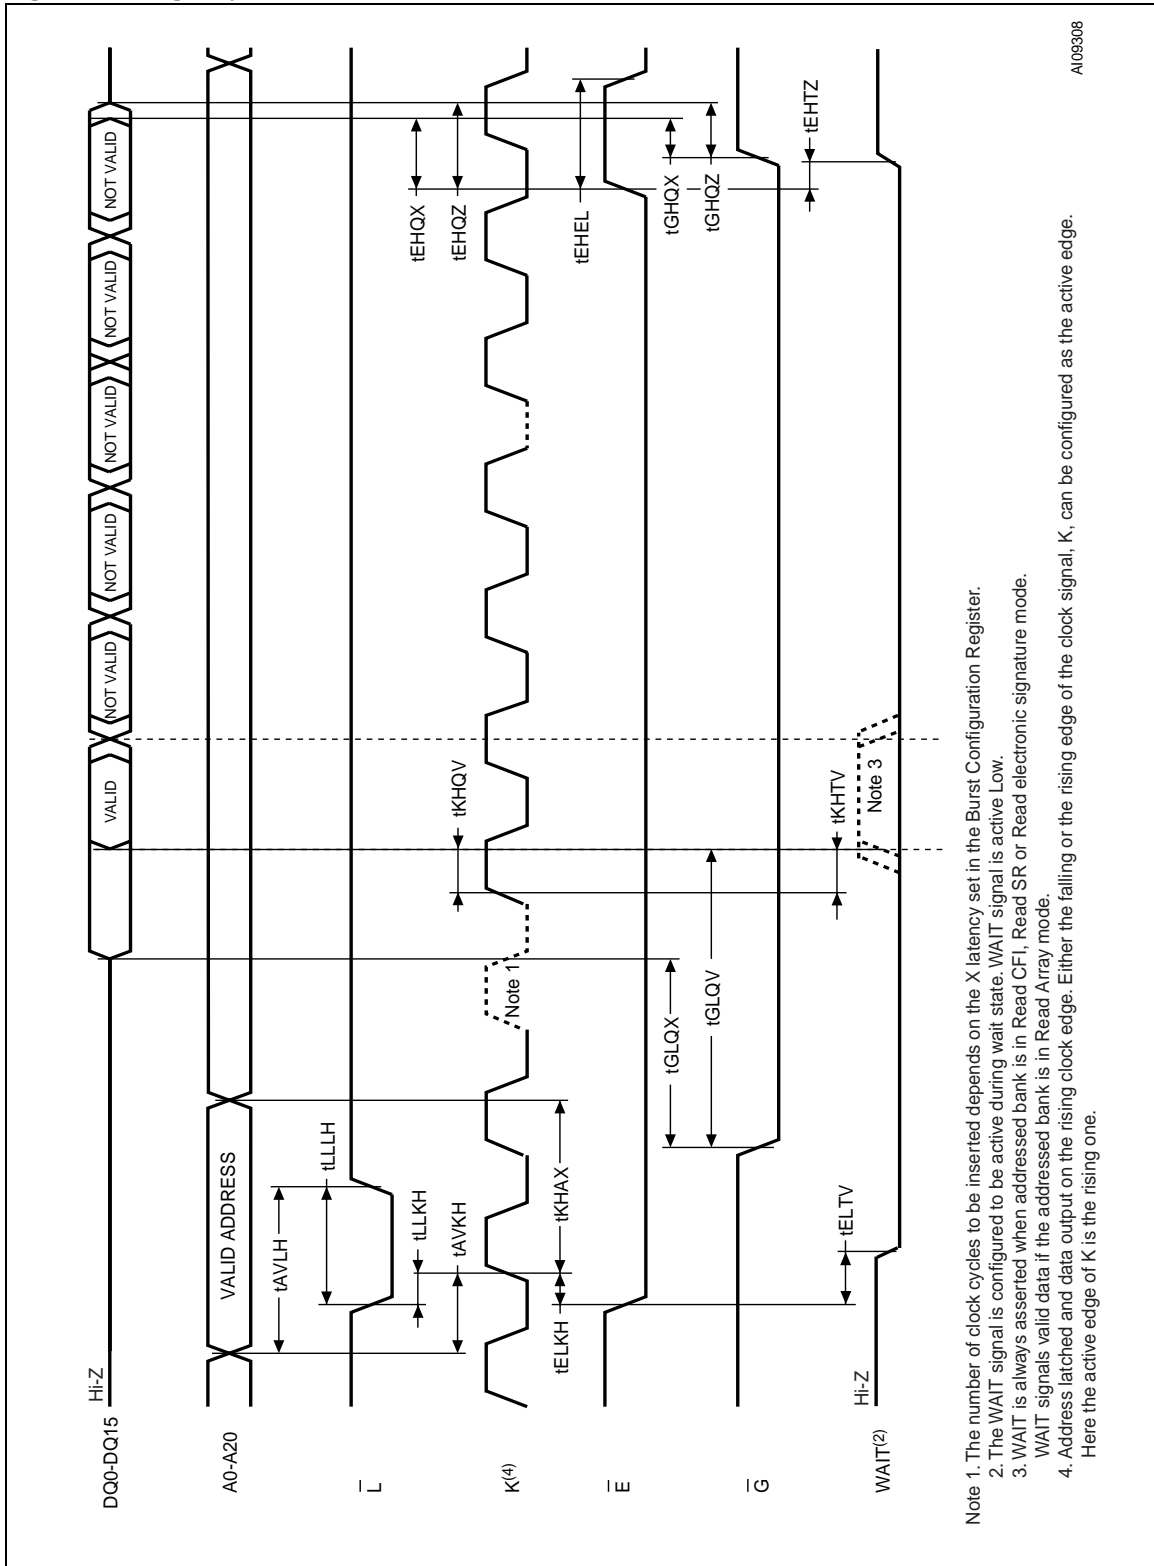 DQ0-DQ15
Hi-Z
VALID
NOT VALID
NOT VALID
NOT VALID
NOT VALID
NOT VALID
A0-A20
VALID ADDRESS
tAVLH
tLLLH
L
tLLKH
tAVKH
K(4)
Note 1
tKHQV
tEHQX
tEHQZ
tELKH
tKHAX
E
tEHEL
tGLQX
tGLQV
tGHQX
tGHQZ
G
tELTV
tKHTV
tEHTZ
WAIT(2)
Hi-Z
Note 3
Note 1. The number of clock cycles to be inserted depends on the X latency set in the Burst Configuration Register.
2. The WAIT signal is configured to be active during wait state. WAIT signal is active Low.
3. WAIT is always asserted when addressed bank is in Read CFI, Read SR or Read electronic signature mode.
WAIT signals valid data if the addressed bank is in Read Array mode.
4. Address latched and data output on the rising clock edge. Either the falling or the rising edge of the clock signal, K, can be configured as the active edge.
Here the active edge of K is the rising one.
AI09308